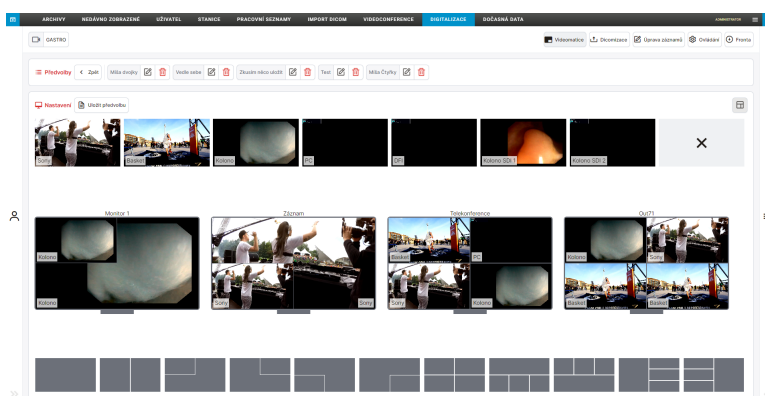 ARCHIVY NEDÁVNO ZOBRAZENÉ UŽIVATEL STANICE PRACOVNÍ SEZNAMY IMPORT DICOM VIDEOCONFERENCE DIGITALIZACE DOČASNÁ DATA ADMINISTRATOR
GASTRO Videomatice Dicomizace Úprava záznamů Ovládání Fronta
Předvolby Zpět Míša dvojky Vedle sebe Zkusím něco uložit Test Míša Čtyřky
Nastavení Uložit předvolbu
Sony Basket Kolono PC DFI Kolono SDI 1 Kolono SDI 2
Monitor 1 Záznam Telekonference Out71
Kolono Basket PC Kolono Sony
Kolono Sony Sony Sony Kolono Basket Basket